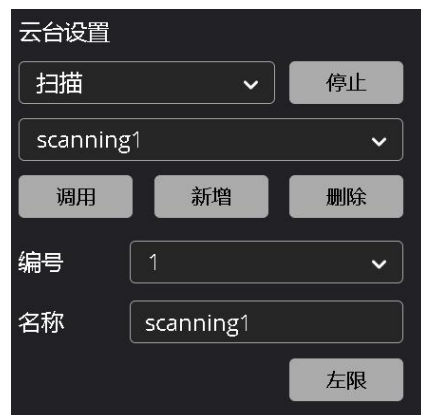 云台设置
扫描 停止
scanning1
调用 新增 删除
编号 1
名称 scanning1
左限